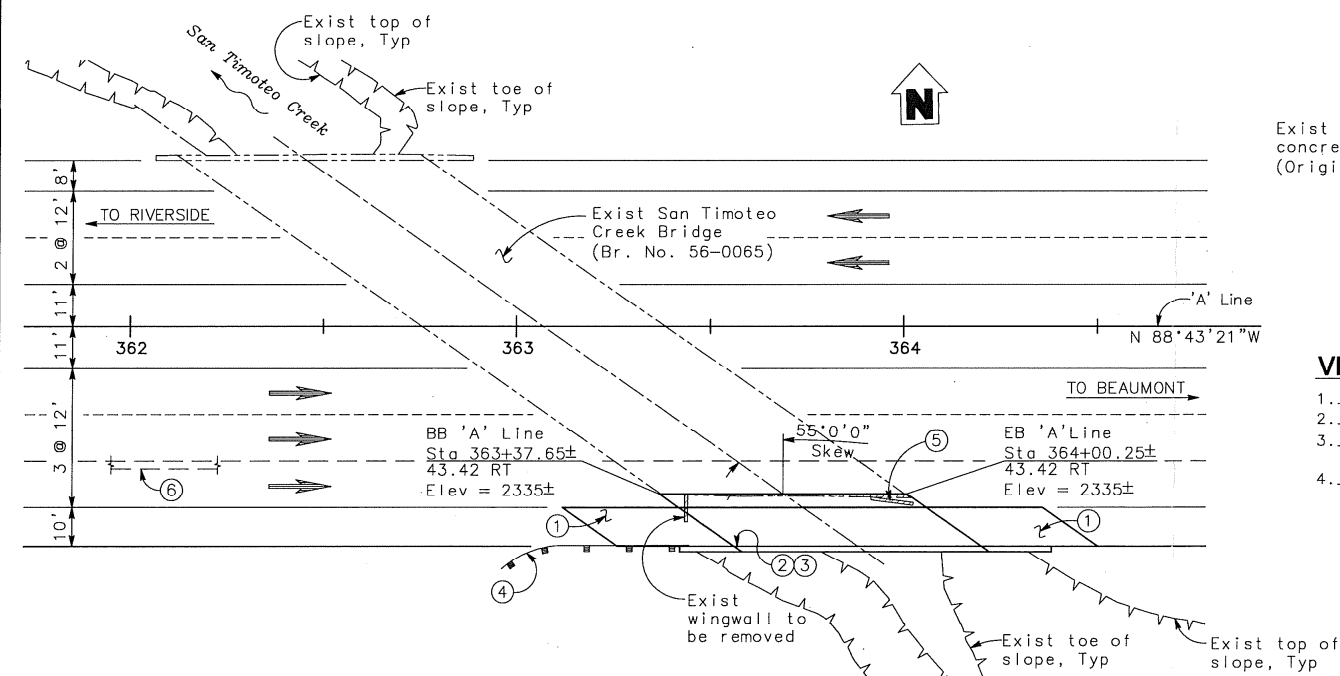 Exist top of
slope, Typ
San Timoteo Creek
Exist toe of
slope, Typ
N
Exist
concre
(Origi
8'
2 @ 12'
11'
11'
3 @ 12'
10'
TO RIVERSIDE
Exist San Timoteo
Creek Bridge
(Br. No. 56-0065)
'A' Line
N 88°43'21"W
362
363
364
TO BEAUMONT
VI
1..
2..
3..
4..
BB 'A' Line
Sta 363+37.65±
43.42 RT
Elev = 2335±
55°0'0"
Skew
5
EB 'A'Line
Sta 364+00.25±
43.42 RT
Elev = 2335±
6
1
1
2 3
4
Exist
wingwall to
be removed
Exist toe of
slope, Typ
Exist top of
slope, Typ